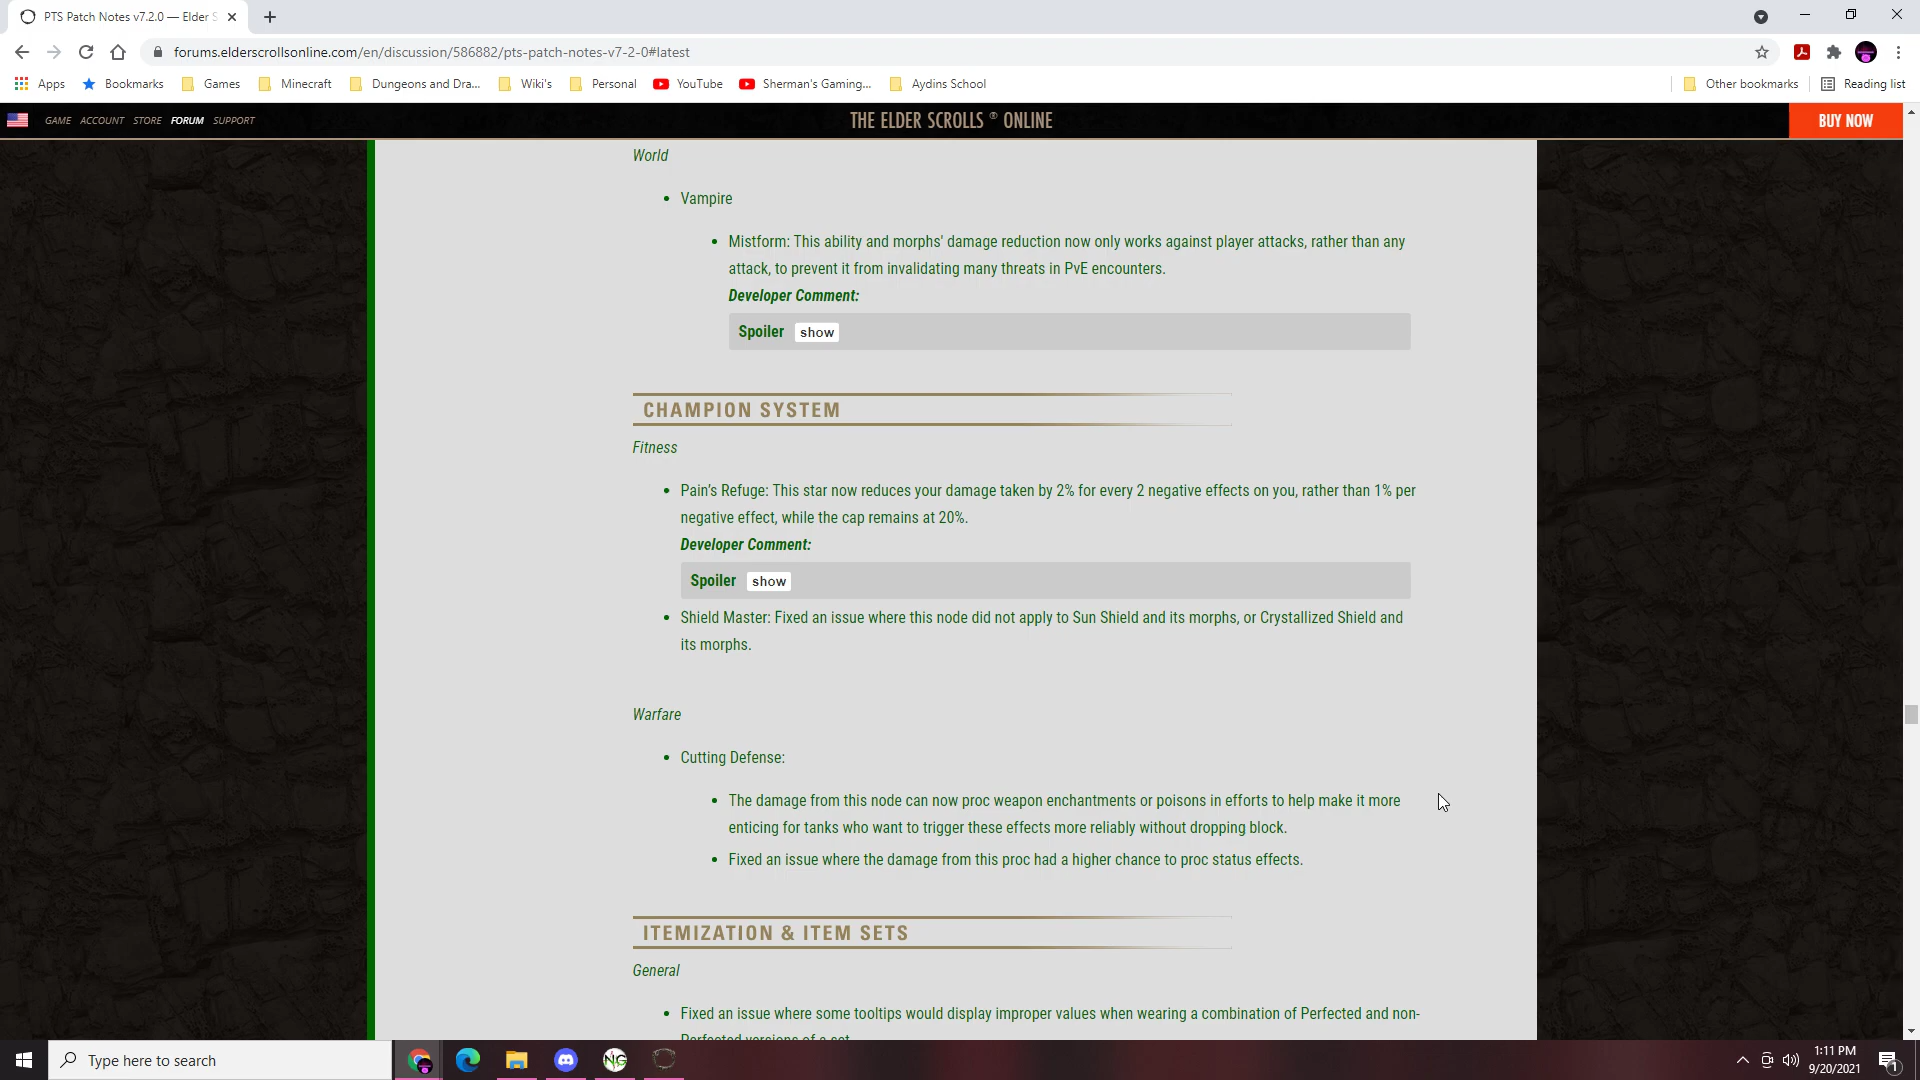 PTS Patch Notes v7.2.0 — Elder S
forums.elderscrollsonline.com/en/discussion/586882/pts-patch-notes-v7-2-0#latest
Apps Bookmarks Games Minecraft Dungeons and Dra... Wiki's Personal YouTube Sherman's Gaming... Aydins School Other bookmarks Reading list
GAME ACCOUNT STORE FORUM SUPPORT THE ELDER SCROLLS ® ONLINE BUY NOW
World
• Vampire
• Mistform: This ability and morphs' damage reduction now only works against player attacks, rather than any
attack, to prevent it from invalidating many threats in PvE encounters.
Developer Comment:
Spoiler show
CHAMPION SYSTEM
Fitness
• Pain's Refuge: This star now reduces your damage taken by 2% for every 2 negative effects on you, rather than 1% per
negative effect, while the cap remains at 20%.
Developer Comment:
Spoiler show
• Shield Master: Fixed an issue where this node did not apply to Sun Shield and its morphs, or Crystallized Shield and
its morphs.
Warfare
• Cutting Defense:
• The damage from this node can now proc weapon enchantments or poisons in efforts to help make it more
enticing for tanks who want to trigger these effects more reliably without dropping block.
• Fixed an issue where the damage from this proc had a higher chance to proc status effects.
ITEMIZATION & ITEM SETS
General
• Fixed an issue where some tooltips would display improper values when wearing a combination of Perfected and non-
Perfected versions of a set.
Type here to search NG 1:11 PM
9/20/2021 1